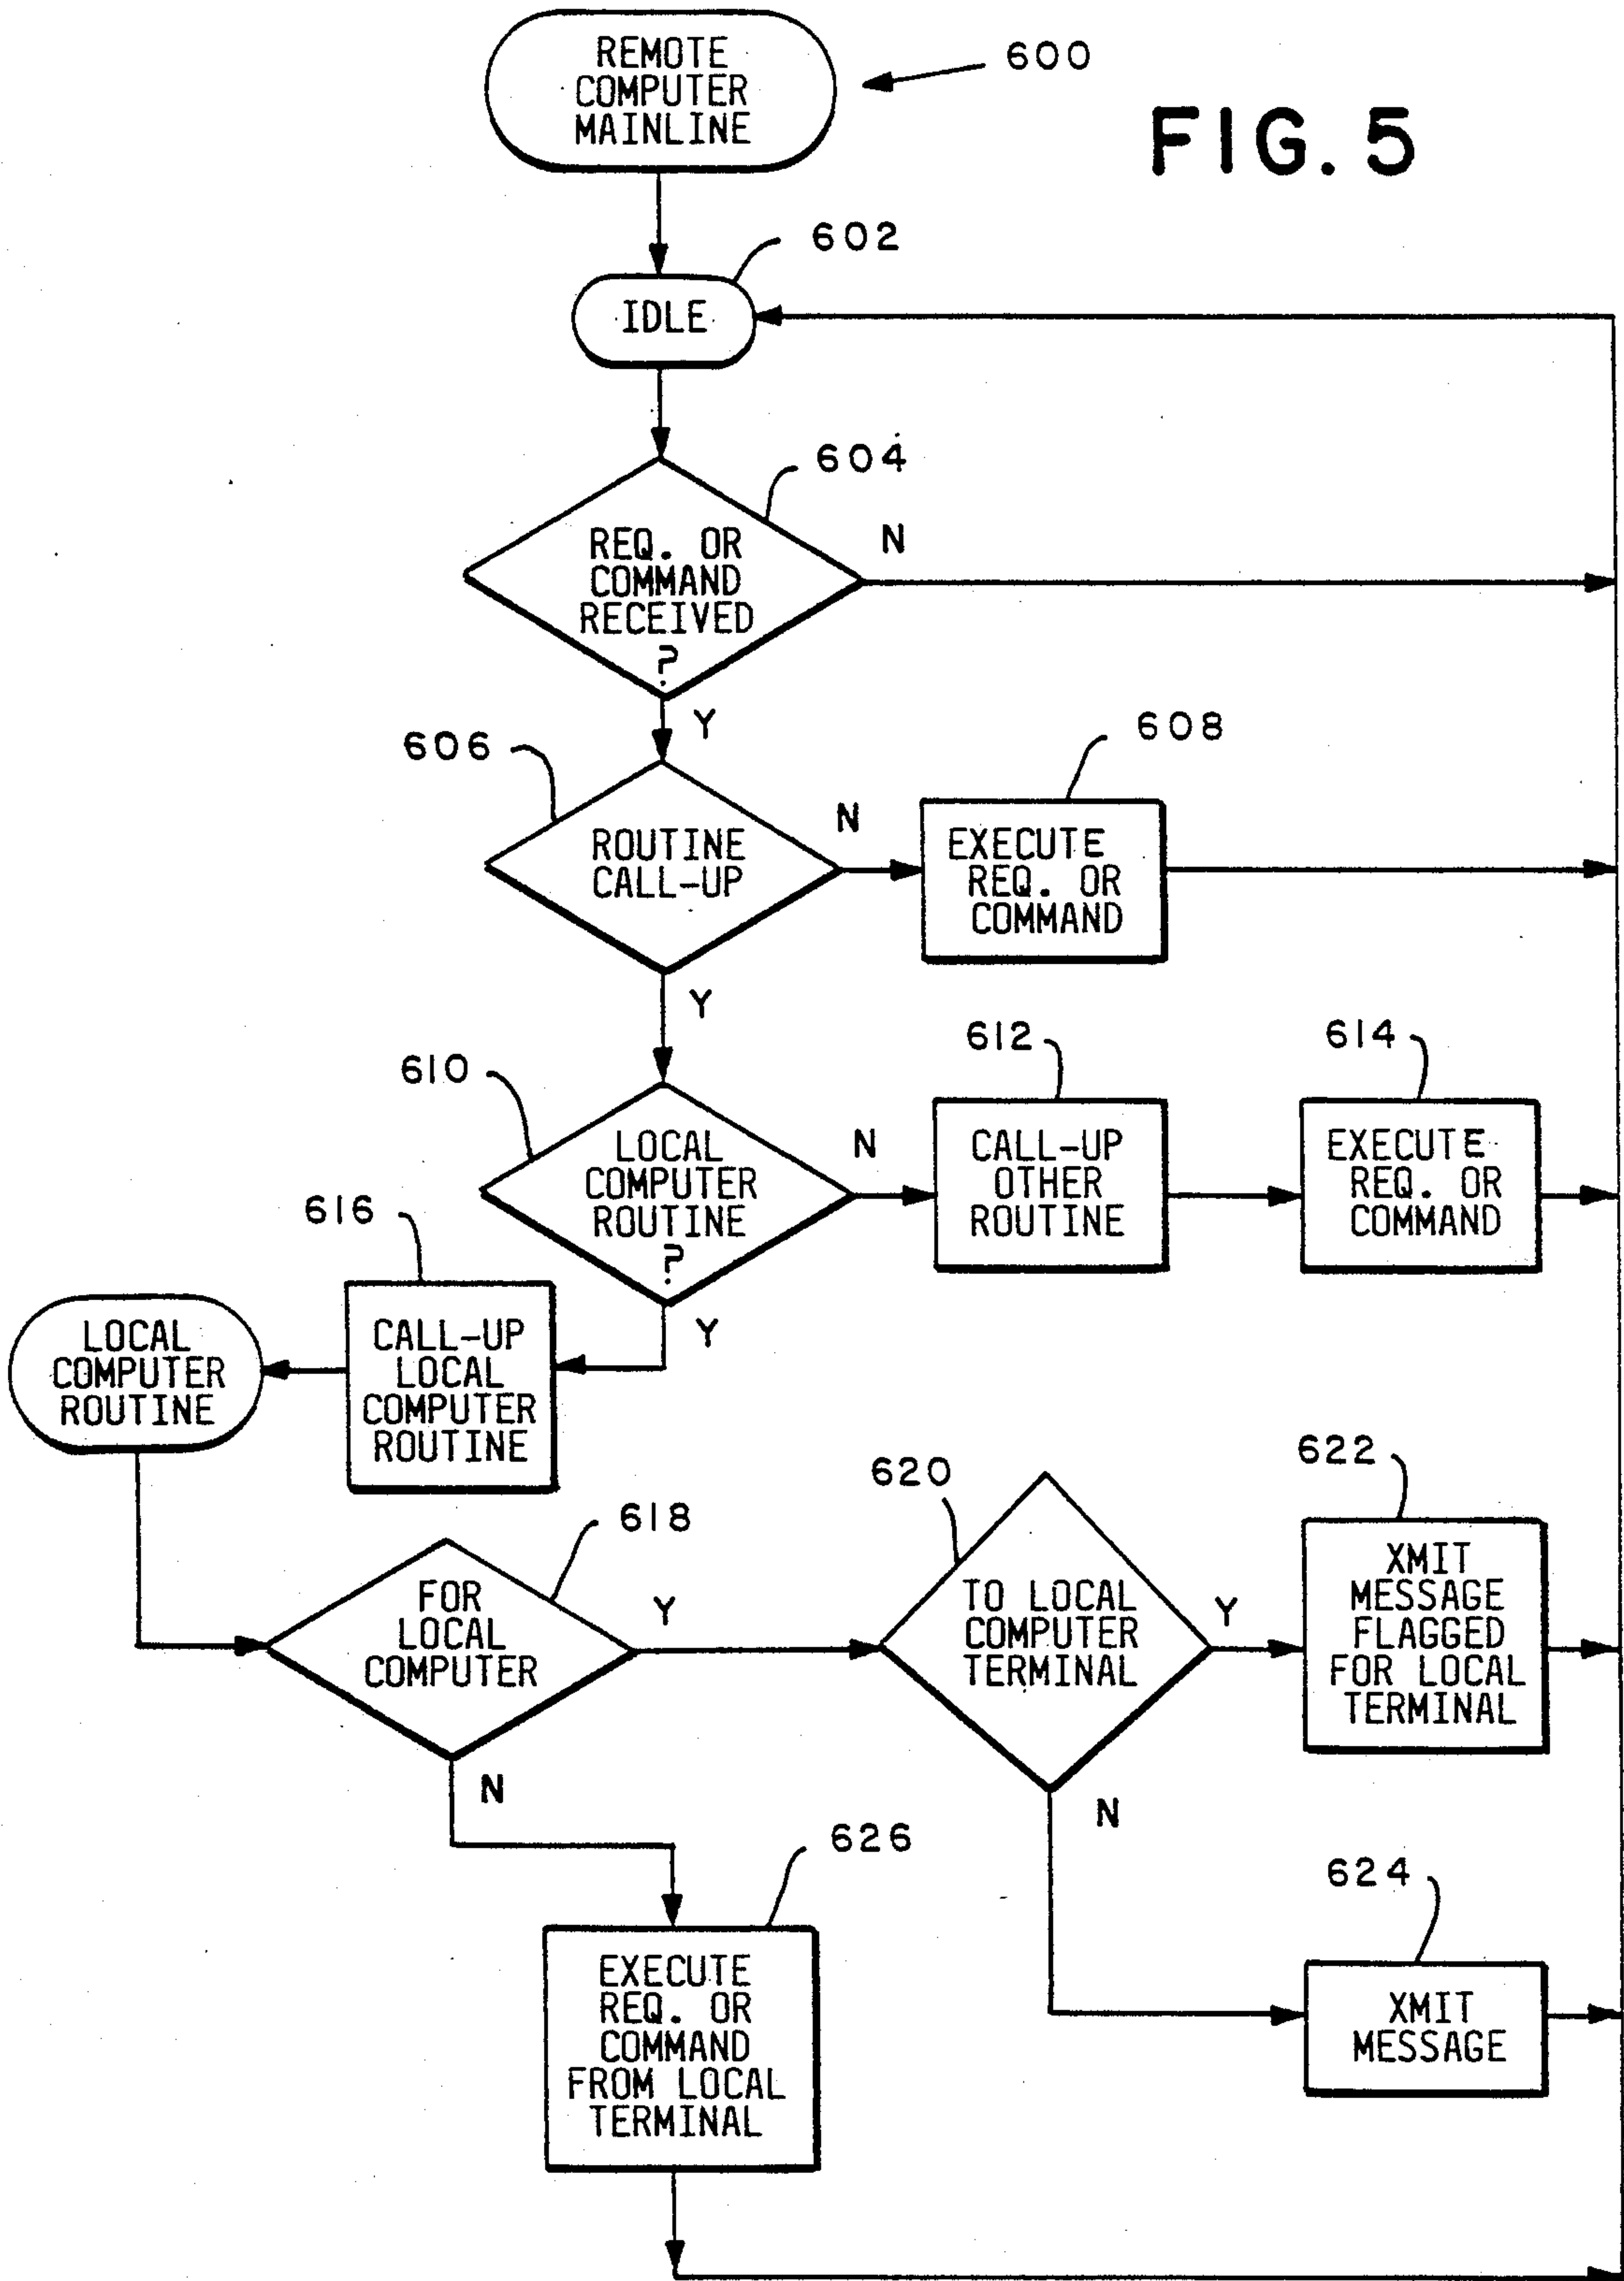 REMOTE
COMPUTER
MAINLINE
600
FIG. 5
602
IDLE
604
REQ. OR
COMMAND
RECEIVED
?
N
Y
606
ROUTINE
CALL-UP
N
608
EXECUTE
REQ. OR
COMMAND
Y
610
LOCAL
COMPUTER
ROUTINE
?
N
612
CALL-UP
OTHER
ROUTINE
614
EXECUTE
REQ. OR
COMMAND
Y
616
CALL-UP
LOCAL
COMPUTER
ROUTINE
LOCAL
COMPUTER
ROUTINE
618
FOR
LOCAL
COMPUTER
Y
620
TO LOCAL
COMPUTER
TERMINAL
Y
622
XMIT
MESSAGE
FLAGGED
FOR LOCAL
TERMINAL
N
624
XMIT
MESSAGE
N
626
EXECUTE
REQ. OR
COMMAND
FROM LOCAL
TERMINAL